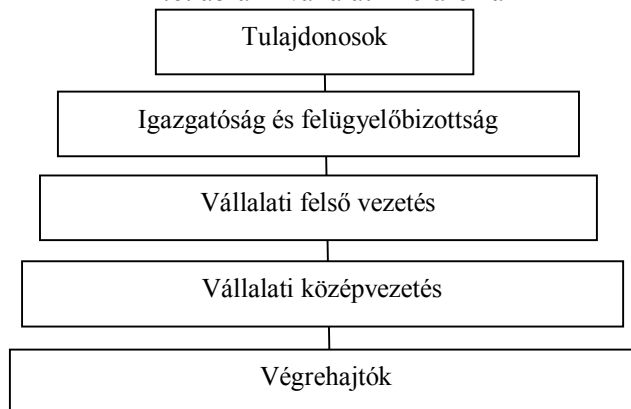 Tulajdonosok
Igazgatóság és felügyelőbizottság
Vállalati felső vezetés
Vállalati középvezetés
Végrehajtók